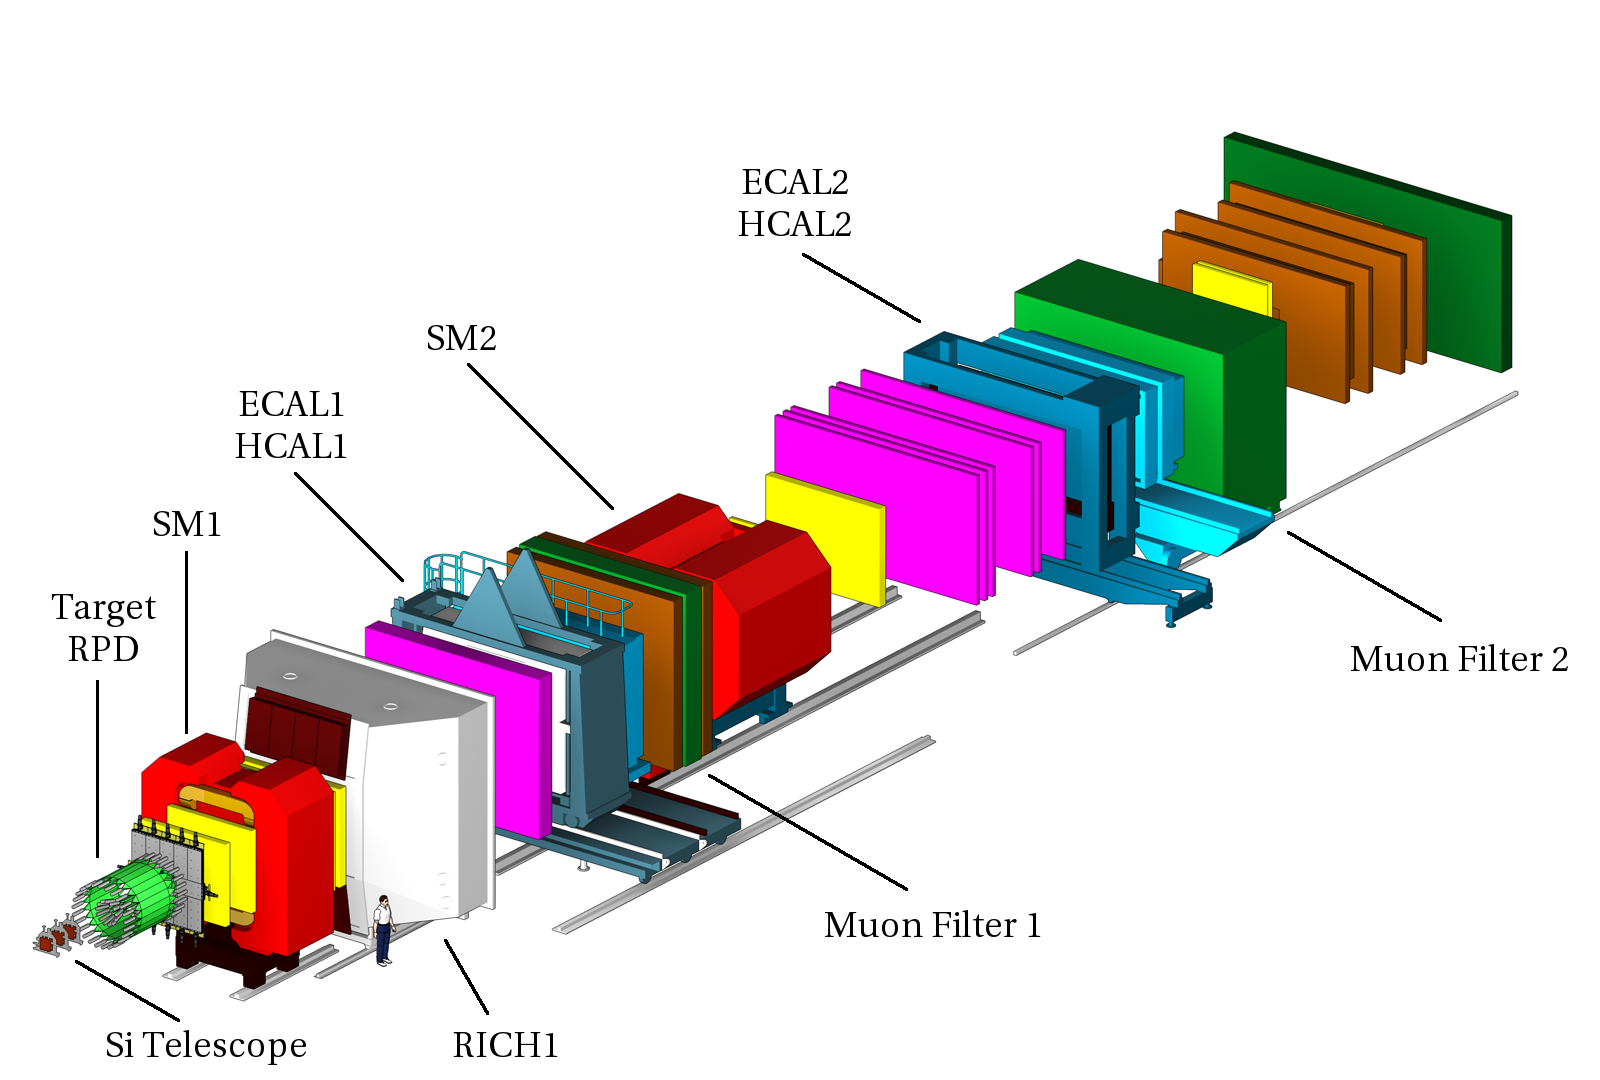 ECAL2
HCAL2
SM2
ECAL1
HCAL1
SM1
Target
RPD
Muon Filter 2
Muon Filter 1
Si Telescope
RICH1